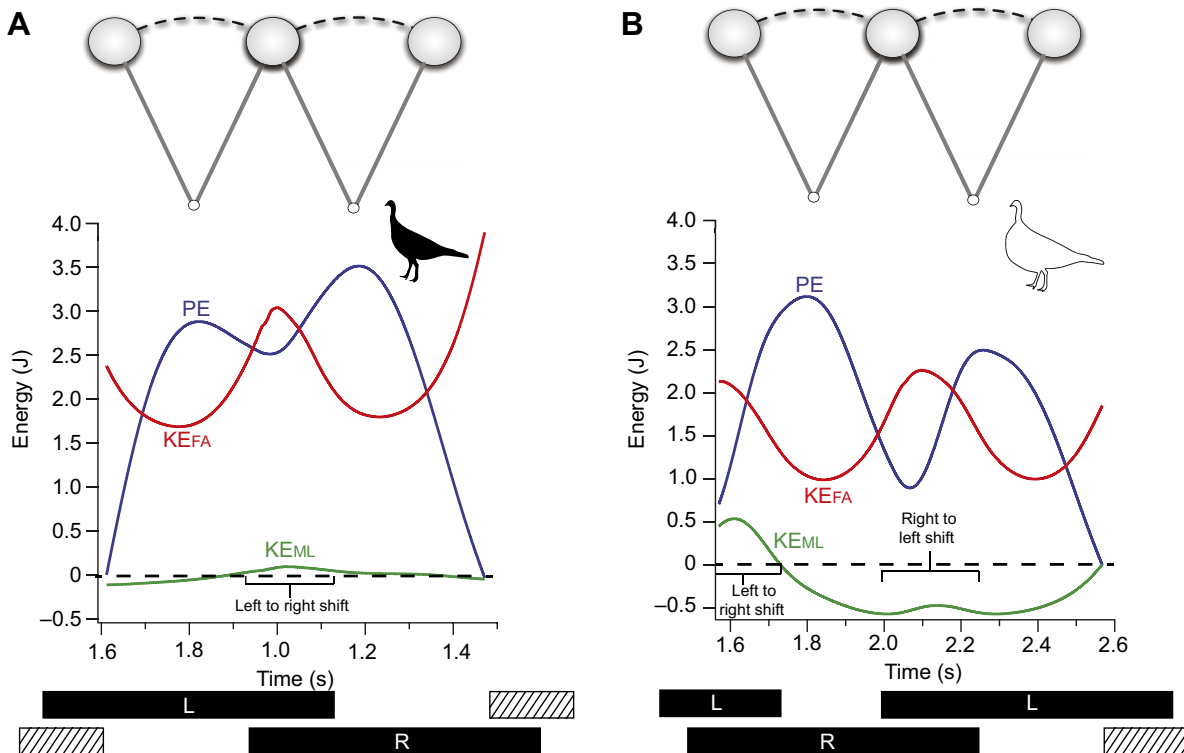 A
4.0
3.5
3.0
2.5
2.0
1.5
1.0
0.5
0
–0.5
Energy (J)
PE
KEFA
KEML
Left to right shift
1.6 1.8 1.0 1.2 1.4
Time (s)
L
R
B
4.0
3.5
3.0
2.5
2.0
1.5
1.0
0.5
0
–0.5
Energy (J)
PE
KEFA
KEML
Right to
left shift
Left to
right shift
1.6 1.8 2.0 2.2 2.4 2.6
Time (s)
L L
R